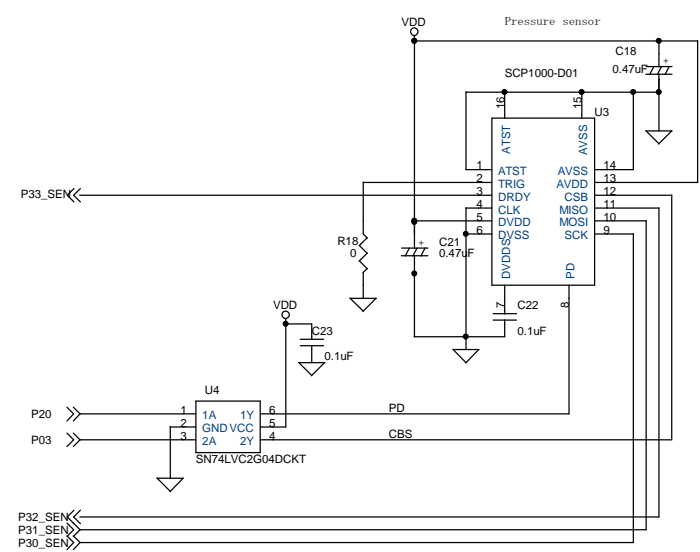 VDD
Pressure sensor
C18
+
0.47uF
SCP1000-D01
16
15
U3
ATST
AVSS
1
ATST
AVSS
14
2
TRIG
AVDD
13
P33_SEN
3
DRDY
CSB
12
4
CLK
MISO
11
5
DVDD
MOSI
10
6
DVSS
SCK
9
R18
0
+
C21
0.47uF
DVDDS
PD
7
8
C22
0.1uF
VDD
C23
0.1uF
U4
P20
1
1A
1Y
6
PD
2
GND
VCC
5
P03
3
2A
2Y
4
CBS
SN74LVC2G04DCKT
P32_SEN
P31_SEN
P30_SEN